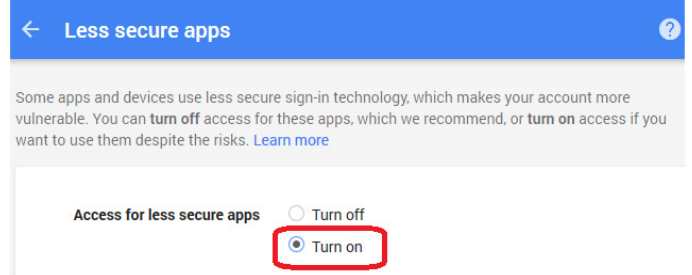 Less secure apps
Some apps and devices use less secure sign-in technology, which makes your account more
vulnerable. You can turn off access for these apps, which we recommend, or turn on access if you
want to use them despite the risks. Learn more
Access for less secure apps
Turn off
Turn on